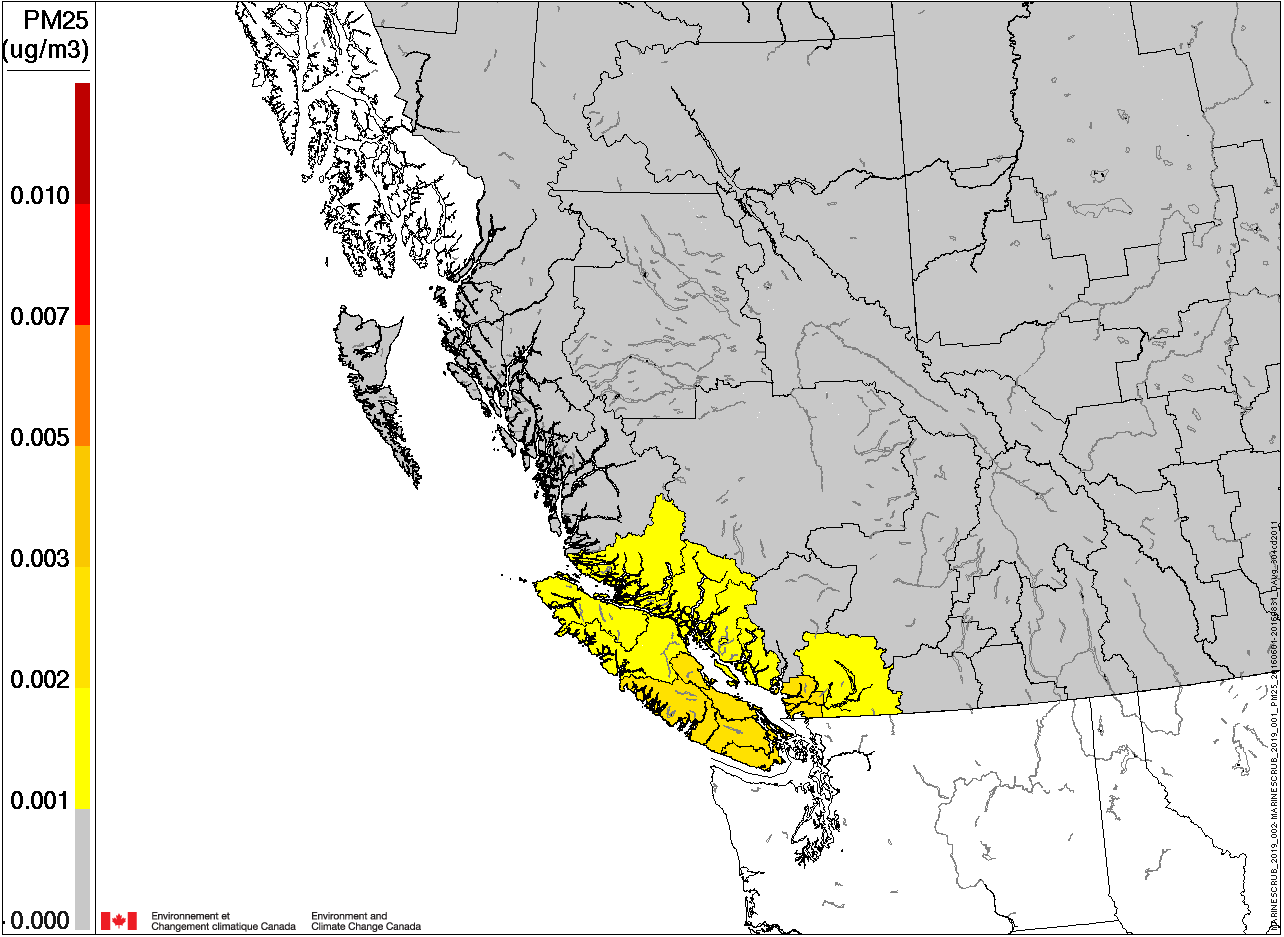 PM25
(ug/m3)
0.010
0.007
0.005
0.003
0.002
0.001
0.000
Environnement et
Changement climatique Canada
Environment and
Climate Change Canada